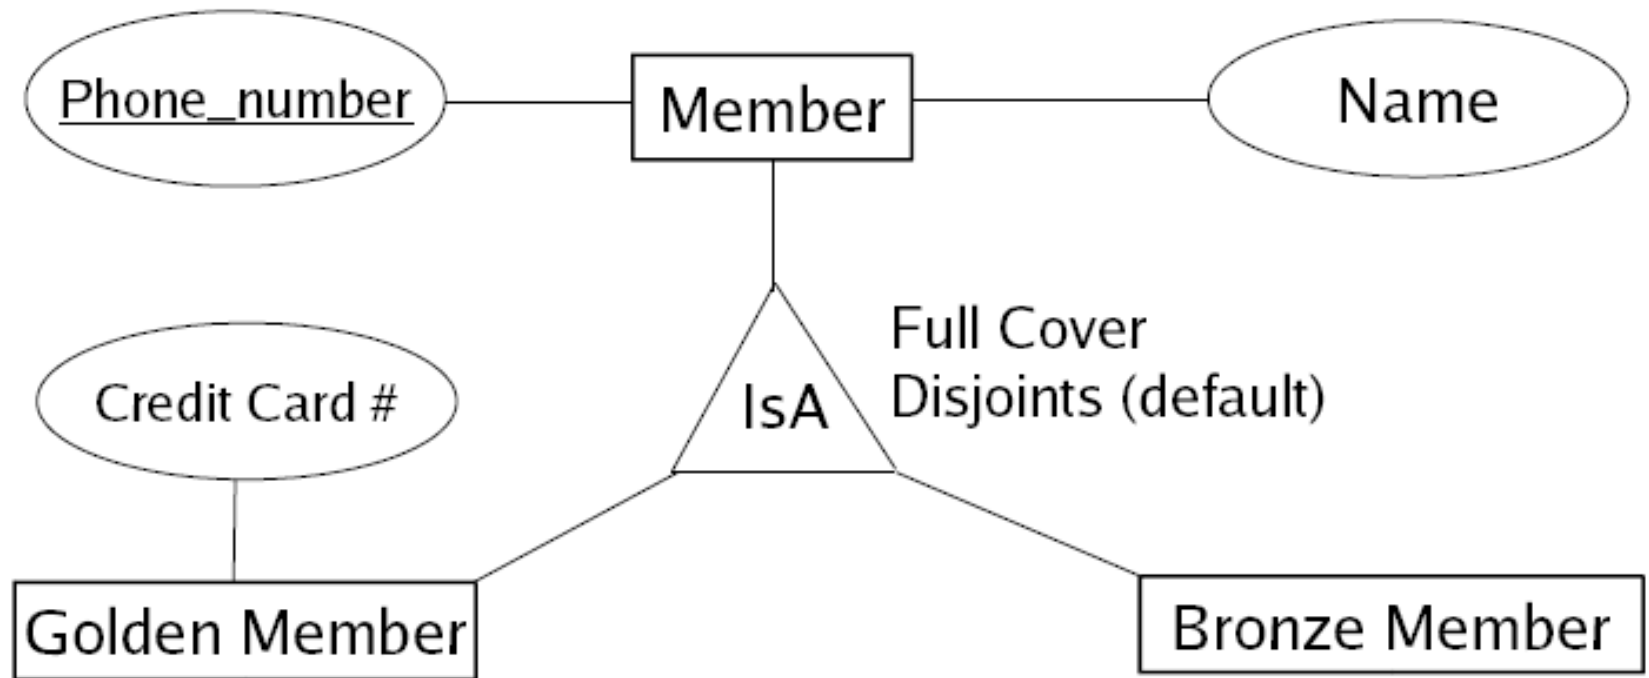 Phone_number
Member
Name
Full Cover
Disjoints (default)
Credit Card #
IsA
Golden Member
Bronze Member